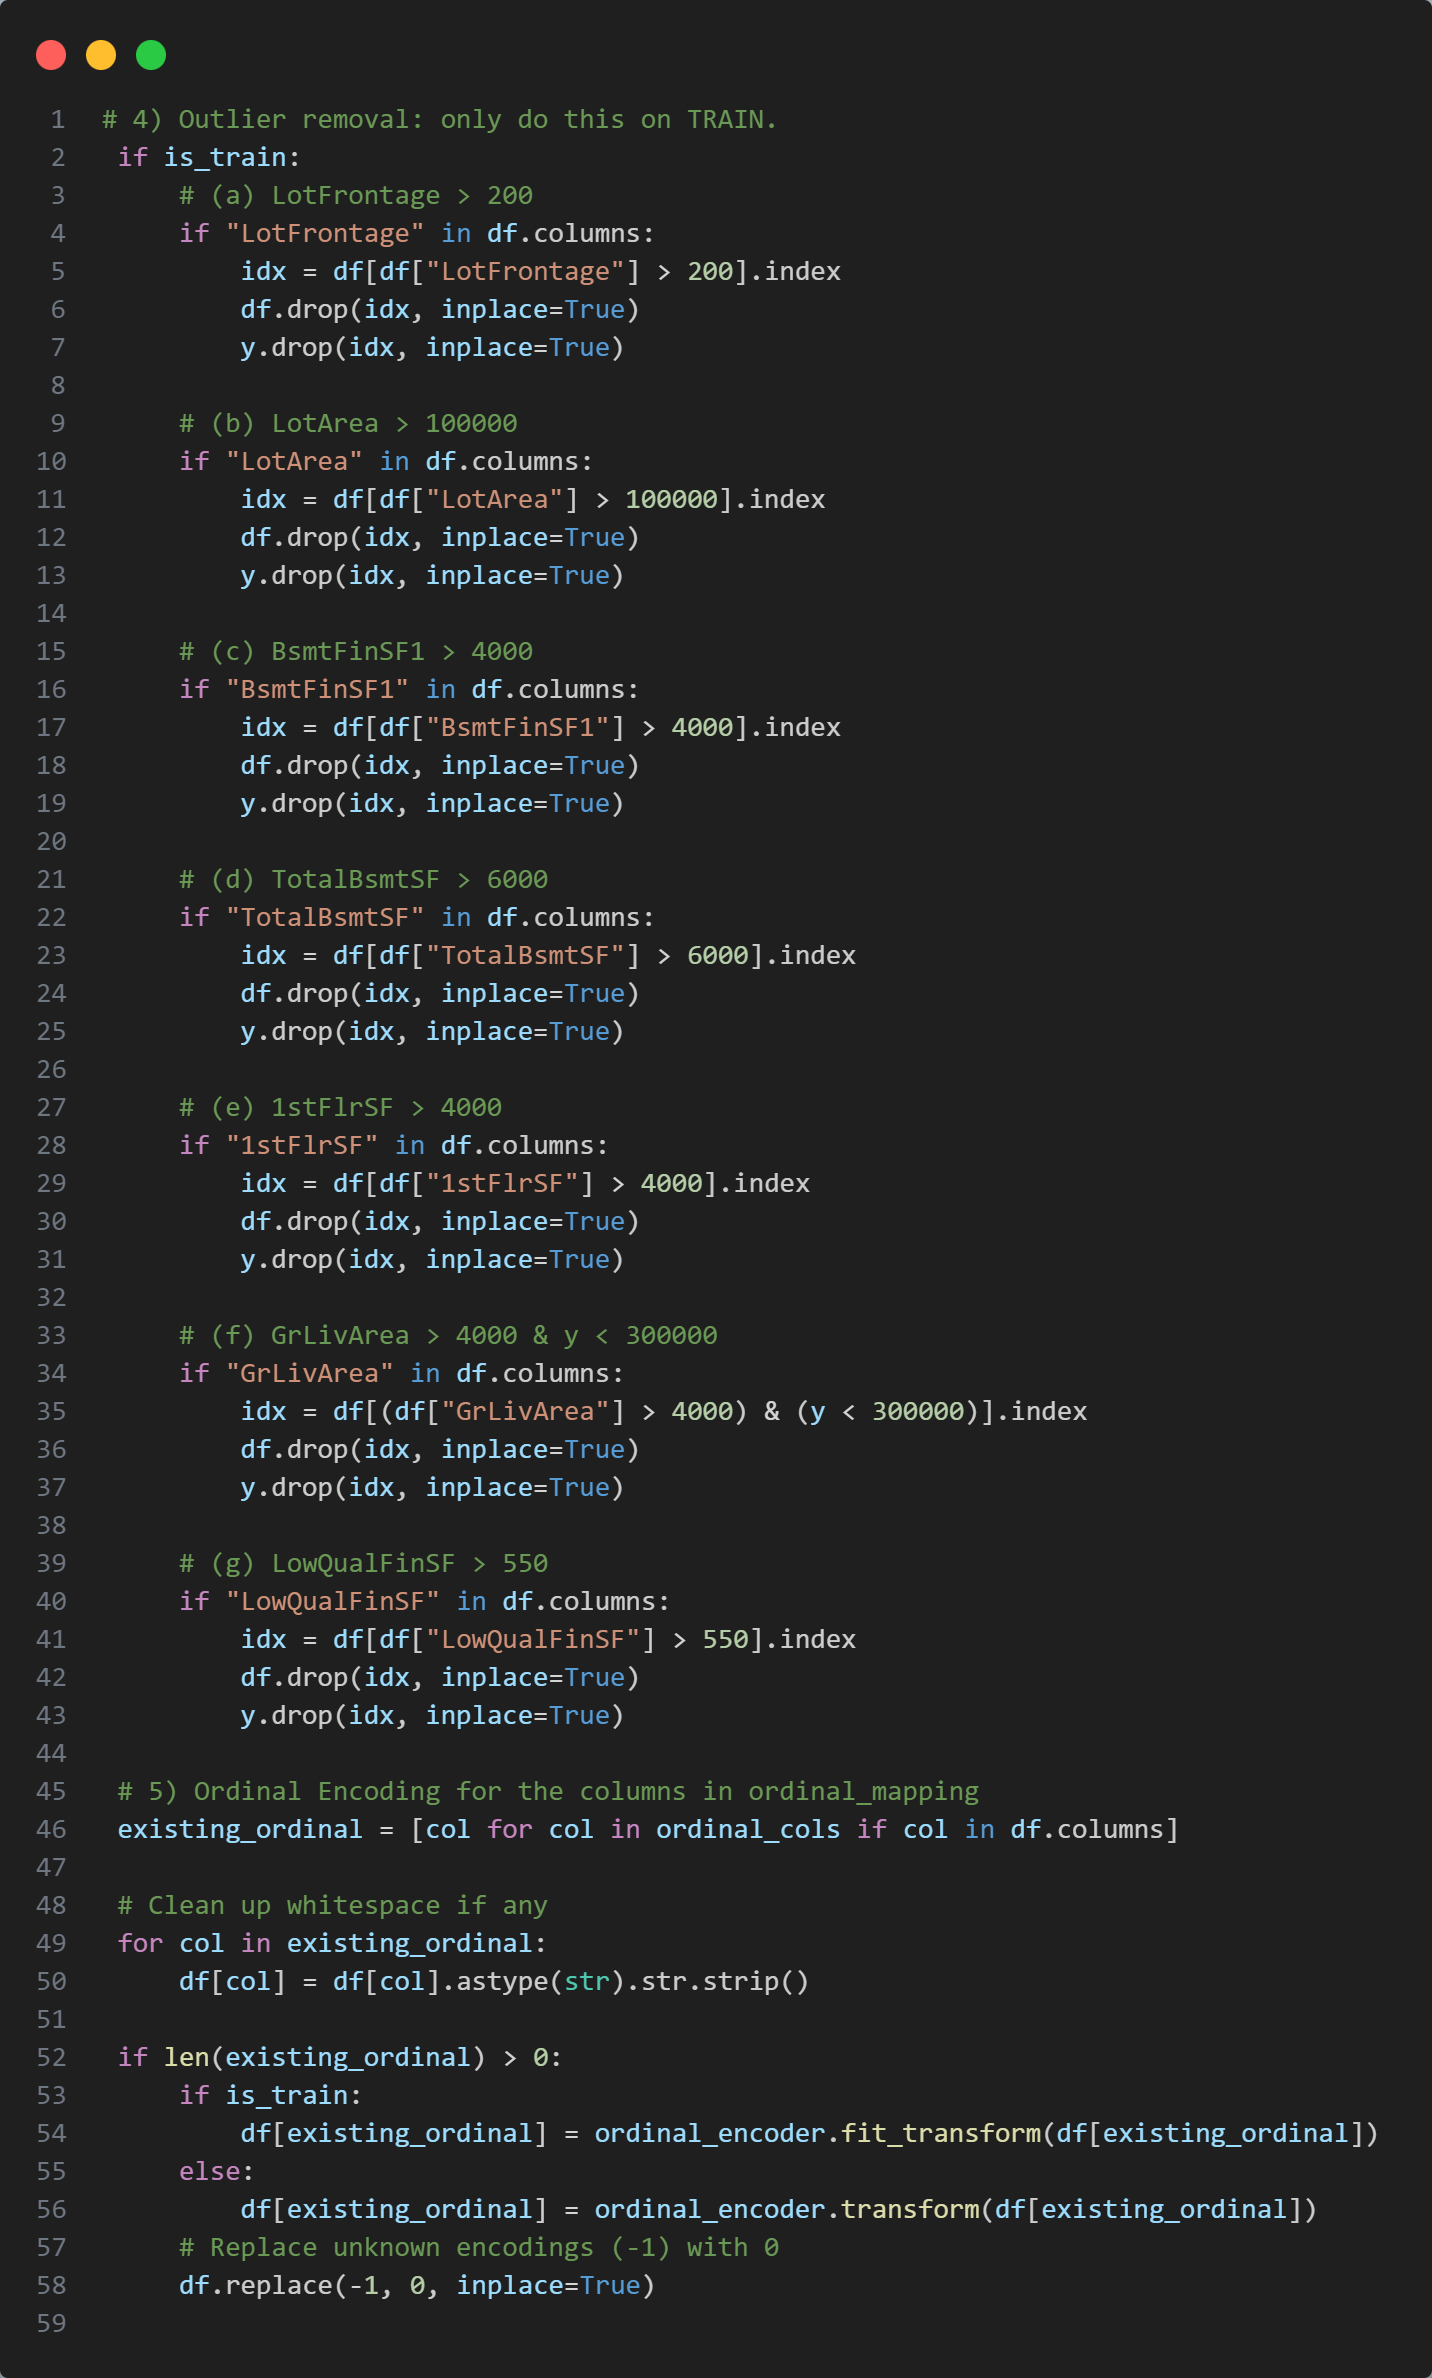 1 # 4) Outlier removal: only do this on TRAIN.
2  if is_train:
3      # (a) LotFrontage > 200
4      if "LotFrontage" in df.columns:
5          idx = df[df["LotFrontage"] > 200].index
6          df.drop(idx, inplace=True)
7          y.drop(idx, inplace=True)
8
9      # (b) LotArea > 100000
10      if "LotArea" in df.columns:
11          idx = df[df["LotArea"] > 100000].index
12          df.drop(idx, inplace=True)
13          y.drop(idx, inplace=True)
14
15      # (c) BsmtFinSF1 > 4000
16      if "BsmtFinSF1" in df.columns:
17          idx = df[df["BsmtFinSF1"] > 4000].index
18          df.drop(idx, inplace=True)
19          y.drop(idx, inplace=True)
20
21      # (d) TotalBsmtSF > 6000
22      if "TotalBsmtSF" in df.columns:
23          idx = df[df["TotalBsmtSF"] > 6000].index
24          df.drop(idx, inplace=True)
25          y.drop(idx, inplace=True)
26
27      # (e) 1stFlrSF > 4000
28      if "1stFlrSF" in df.columns:
29          idx = df[df["1stFlrSF"] > 4000].index
30          df.drop(idx, inplace=True)
31          y.drop(idx, inplace=True)
32
33      # (f) GrLivArea > 4000 & y < 300000
34      if "GrLivArea" in df.columns:
35          idx = df[(df["GrLivArea"] > 4000) & (y < 300000)].index
36          df.drop(idx, inplace=True)
37          y.drop(idx, inplace=True)
38
39      # (g) LowQualFinSF > 550
40      if "LowQualFinSF" in df.columns:
41          idx = df[df["LowQualFinSF"] > 550].index
42          df.drop(idx, inplace=True)
43          y.drop(idx, inplace=True)
44
45  # 5) Ordinal Encoding for the columns in ordinal_mapping
46  existing_ordinal = [col for col in ordinal_cols if col in df.columns]
47
48  # Clean up whitespace if any
49  for col in existing_ordinal:
50      df[col] = df[col].astype(str).str.strip()
51
52  if len(existing_ordinal) > 0:
53      if is_train:
54          df[existing_ordinal] = ordinal_encoder.fit_transform(df[existing_ordinal])
55      else:
56          df[existing_ordinal] = ordinal_encoder.transform(df[existing_ordinal])
57      # Replace unknown encodings (-1) with 0
58      df.replace(-1, 0, inplace=True)
59